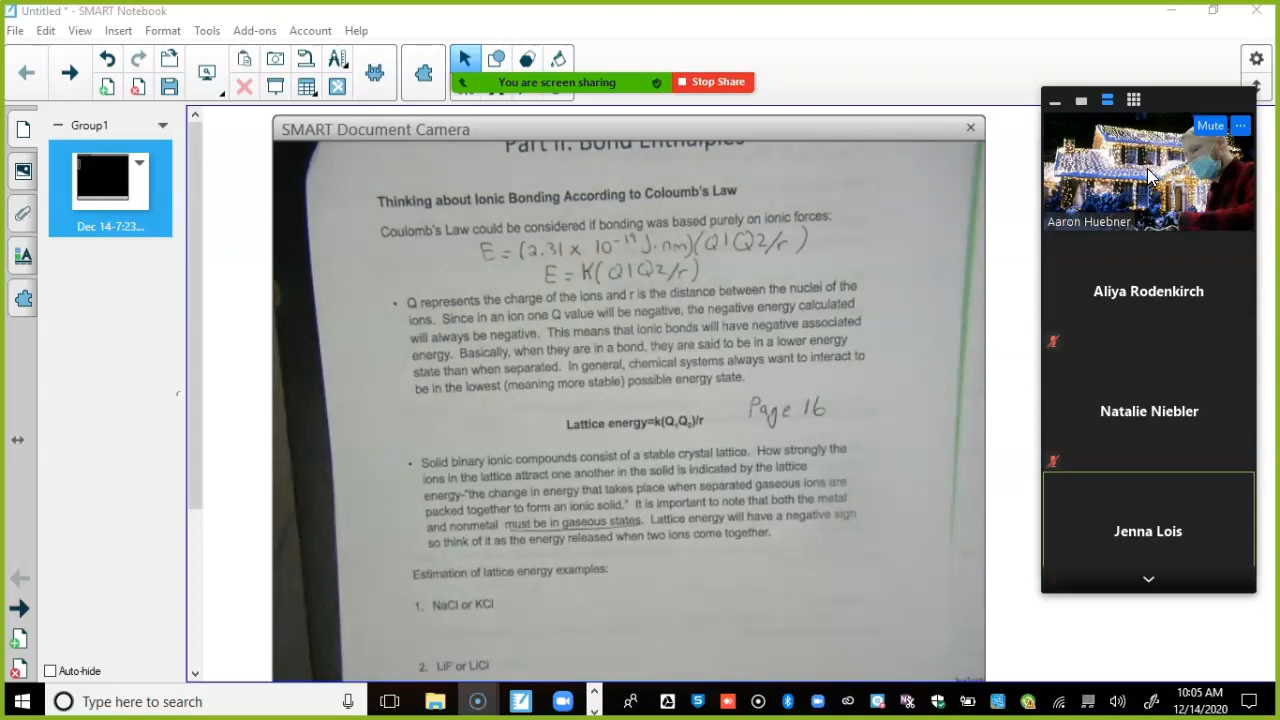 Untitled * - SMART Notebook
File Edit View Insert Format Tools Add-ons Account Help
You are screen sharing
Stop Share
Group1
Dec 14-7:23...
Auto-hide
SMART Document Camera
Part II. Bond Enthalpies
Thinking about Ionic Bonding According to Coloumb's Law
Coulomb's Law could be considered if bonding was based purely on ionic forces:
E = (2.31 x 10⁻¹⁹ J·nm)(Q1Q2/r)
E = K(Q1Q2/r)
• Q represents the charge of the ions and r is the distance between the nuclei of the
ions. Since in an ion one Q value will be negative, the negative energy calculated
will always be negative. This means that ionic bonds will have negative associated
energy. Basically, when they are in a bond, they are said to be in a lower energy
state than when separated. In general, chemical systems always want to interact to
be in the lowest (meaning more stable) possible energy state.
Page 16
Lattice energy=k(Q₁Q₂)/r
• Solid binary ionic compounds consist of a stable crystal lattice. How strongly the
ions in the lattice attract one another in the solid is indicated by the lattice
energy-"the change in energy that takes place when separated gaseous ions are
packed together to form an ionic solid." It is important to note that both the metal
and nonmetal must be in gaseous states. Lattice energy will have a negative sign
so think of it as the energy released when two ions come together.
Estimation of lattice energy examples:
1. NaCl or KCl
2. LiF or LiCl
Mute
Aaron Huebner
Aliya Rodenkirch
Natalie Niebler
Jenna Lois
Type here to search
10:05 AM
12/14/2020